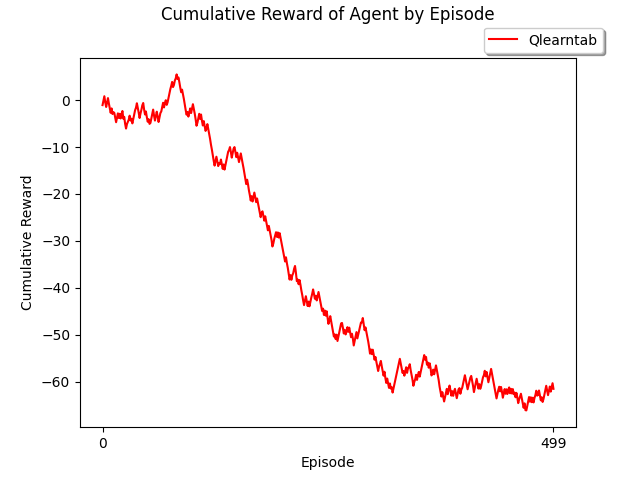 Cumulative Reward of Agent by Episode
Qlearntab
0
−10
−20
−30
−40
−50
−60
Cumulative Reward
0
499
Episode